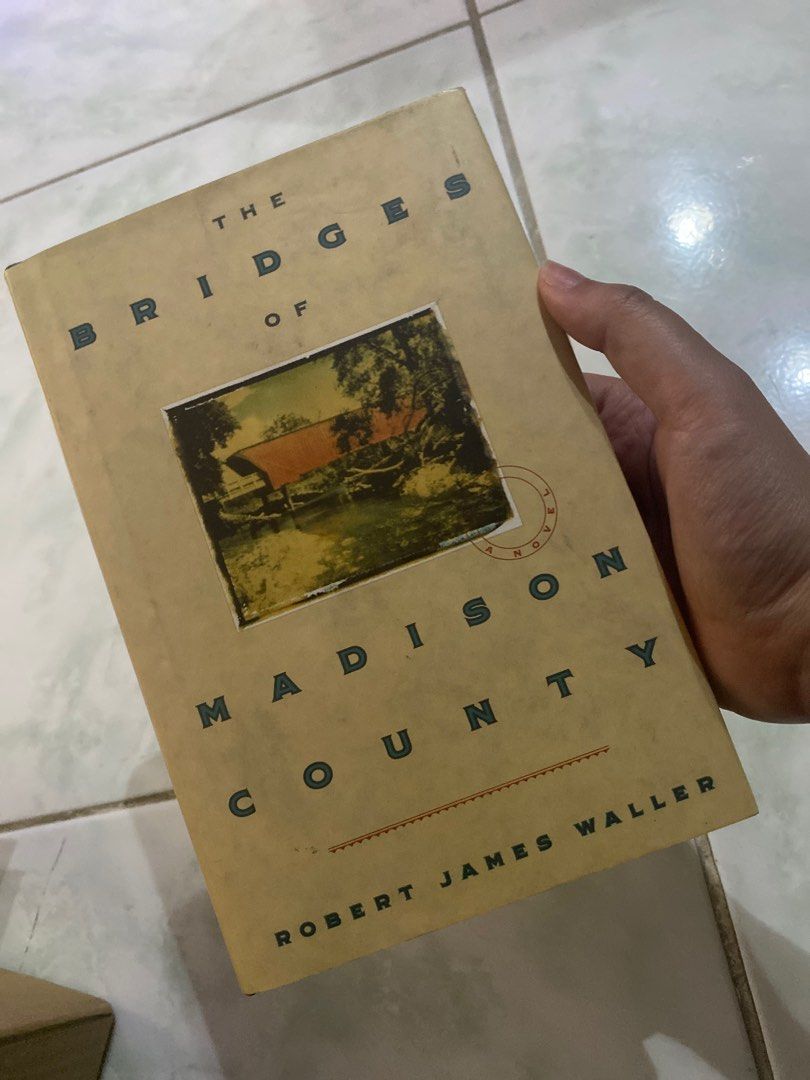 THE
BRIDGES
OF
A NOVEL
MADISON
COUNTY
ROBERT JAMES WALLER